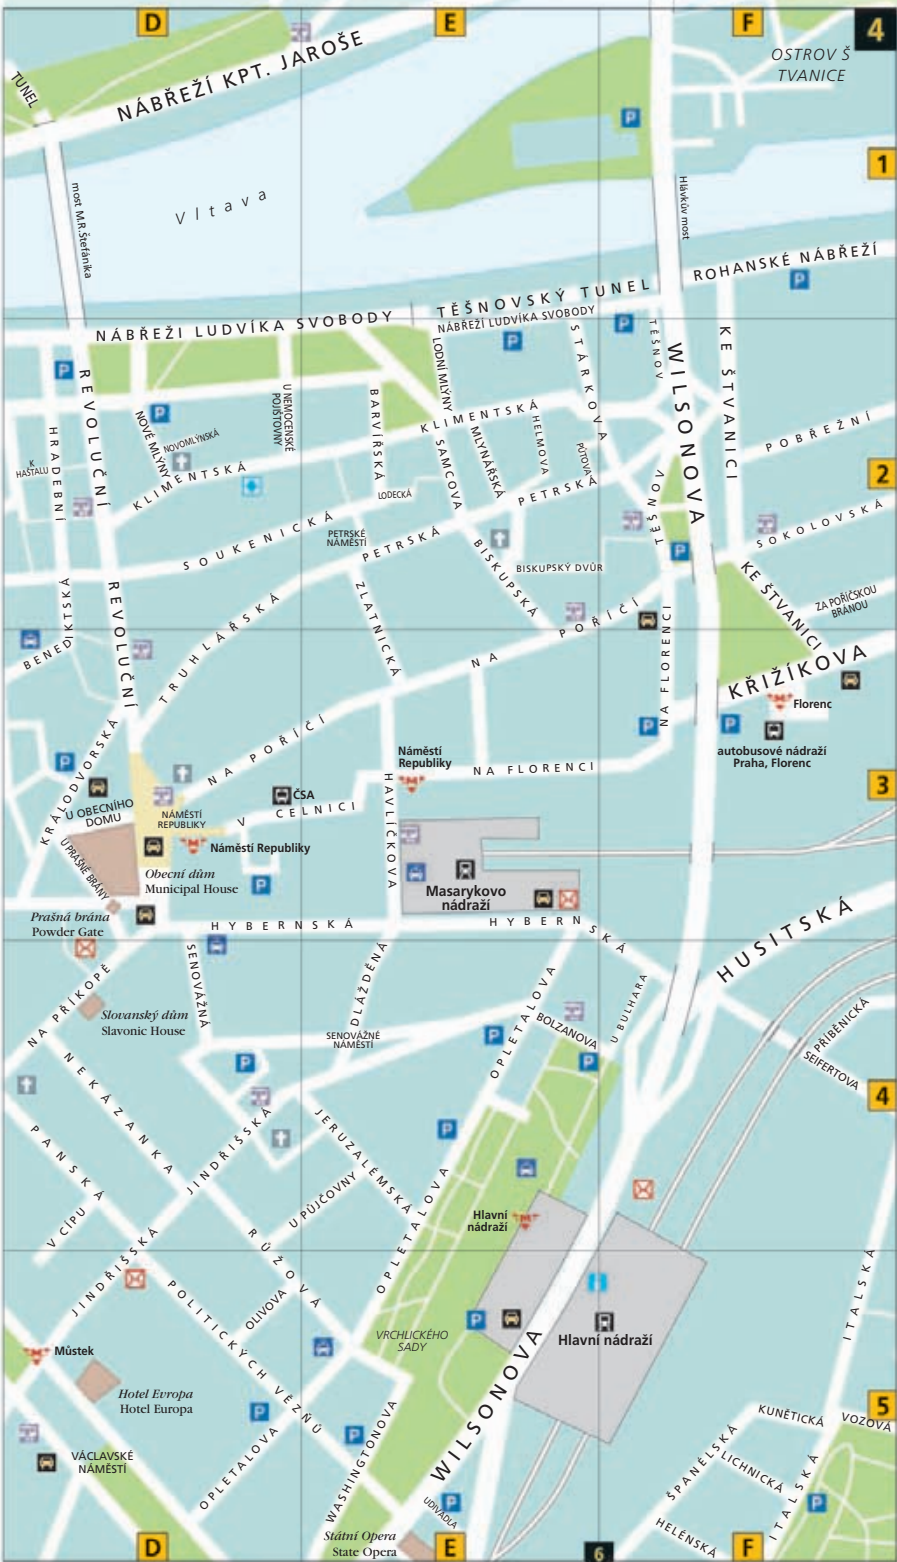 D
E
F
4
TUNEL
NÁBŘEŽÍ KPT. JAROŠE
OSTROV Š
TVANICE
P
1
most M.R.Štefánika
Vltava
Hlávkův most
ROHANSKÉ NÁBŘEŽÍ
P
TĚŠNOVSKÝ TUNEL
NÁBŘEŽI LUDVÍKA SVOBODY
NÁBŘEŽÍ LUDVÍKA SVOBODY
P
P
P
P
REVOLUČNÍ
HRADEBNÍ
K
HAŠTALU
NOVÉ MLÝNY
NOVOMLÝNSKÁ
KLIMENTSKÁ
U NEMOCENSKÉ
POJIŠŤOVNY
BARVÍŘSKÁ
LODNÍ MLÝNY
KLIMENTSKÁ
SAMCOVA
MLYNÁŘSKÁ
HELMOVA
STÁRKOVA
PŮTOVA
TĚŠNOV
WILSONOVA
KE ŠTVANICI
POBŘEŽNÍ
2
SOKOLOVSKÁ
TĚŠNOV
P
LODECKÁ
SOUKENICKÁ
PETRSKÉ
NÁMĚSTÍ
PETRSKÁ
PETRSKÁ
BISKUPSKÁ
BISKUPSKÝ DVŮR
KE ŠTVANICI
ZA POŘÍČSKOU
BRÁNOU
BENEDIKTSKÁ
REVOLUČNÍ
TRUHLÁŘSKÁ
ZLATNICKÁ
NA POŘÍČÍ
NA FLORENCI
KŘIŽÍKOVA
Florenc
P
P
autobusové nádraží
Praha, Florenc
KRÁLODVORSKÁ
P
NA POŘÍČÍ
Náměstí
Republiky
NA FLORENCI
3
U OBECNÍHO
DOMU
NÁMĚSTÍ
REPUBLIKY
ČSA
V CELNICI
HAVLÍČKOVA
Náměstí Republiky
U PRAŠNÉ BRÁNY
Obecní dům
Municipal House
P
Masarykovo
nádraží
Prašná brána
Powder Gate
HYBERNSKÁ
HYBERNSKÁ
HUSITSKÁ
SENOVÁŽNÁ
DLÁŽDĚNÁ
NA PŘÍKOPĚ
Slovanský dům
Slavonic House
SENOVÁŽNÉ
NÁMĚSTÍ
P
OPLETALOVA
P
BOLZANOVA
U BULHARA
P
PŘÍBĚNICKÁ
SEIFERTOVA
4
NEKÁZANKA
PANSKÁ
V CÍPU
JINDŘIŠSKÁ
JERUZALÉMSKÁ
U PŮJČOVNY
P
OPLETALOVA
Hlavní
nádraží
JINDŘIŠSKÁ
RŮŽOVÁ
POLITICKÝCH VĚZŇŮ
OLIVOVA
VRCHLICKÉHO
SADY
P
Hlavní nádraží
ITALSKÁ
Můstek
Hotel Evropa
Hotel Europa
P
P
WILSONOVA
5
KUNĚTICKÁ
VOZOVÁ
VÁCLAVSKÉ
NÁMĚSTÍ
OPLETALOVA
WASHINGTONOVA
ŠPANĚLSKÁ
LICHNICKÁ
ITALSKÁ
P
P
UDIVADLA
HELÉNSKÁ
Státní Opera
State Opera
D
E
6
F